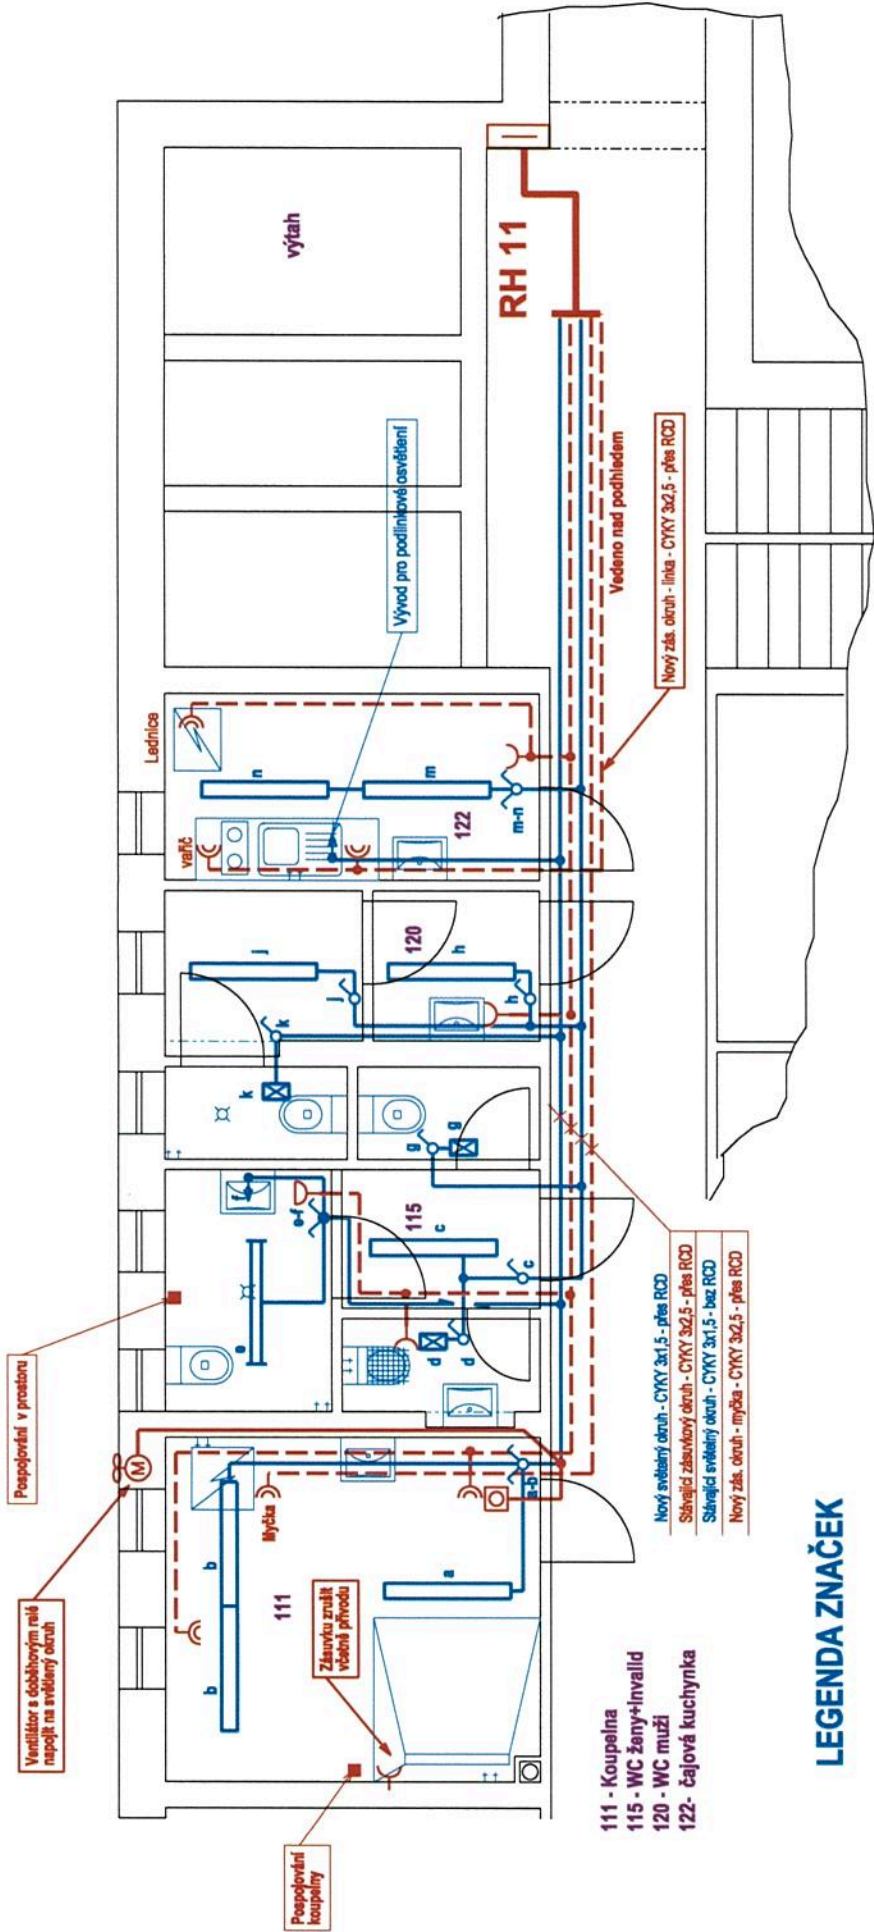 výtah
RH 11
Vývod pro podlinkové osvětlení
Vedeno nad podhledem
Nový zás. okruh - linka - CYKY 3x2,5 - přes RCD
Lednice
vařič
n
m
m-n
122
j
j
k
k
120
h
h
g
g
f
e-f
e
115
c
c
d
d
Pospojování v prostoru
M
Ventilátor s doběhovým relé
napojit na světlený okruh
Myčka
b
b
a
a-b
111
Zásuvku zrušit
včetně přívodu
Pospojování
koupelny
Nový světelný okruh - CYKY 3x1,5 - přes RCD
Stávající zásuvkový okruh - CYKY 3x2,5 - přes RCD
Stávající světelný okruh - CYKY 3x1,5 - bez RCD
Nový zás. okruh - myčka - CYKY 3x2,5 - přes RCD
111 - Koupelna
115 - WC ženy+Invalid
120 - WC muži
122- čajová kuchynka
LEGENDA ZNAČEK